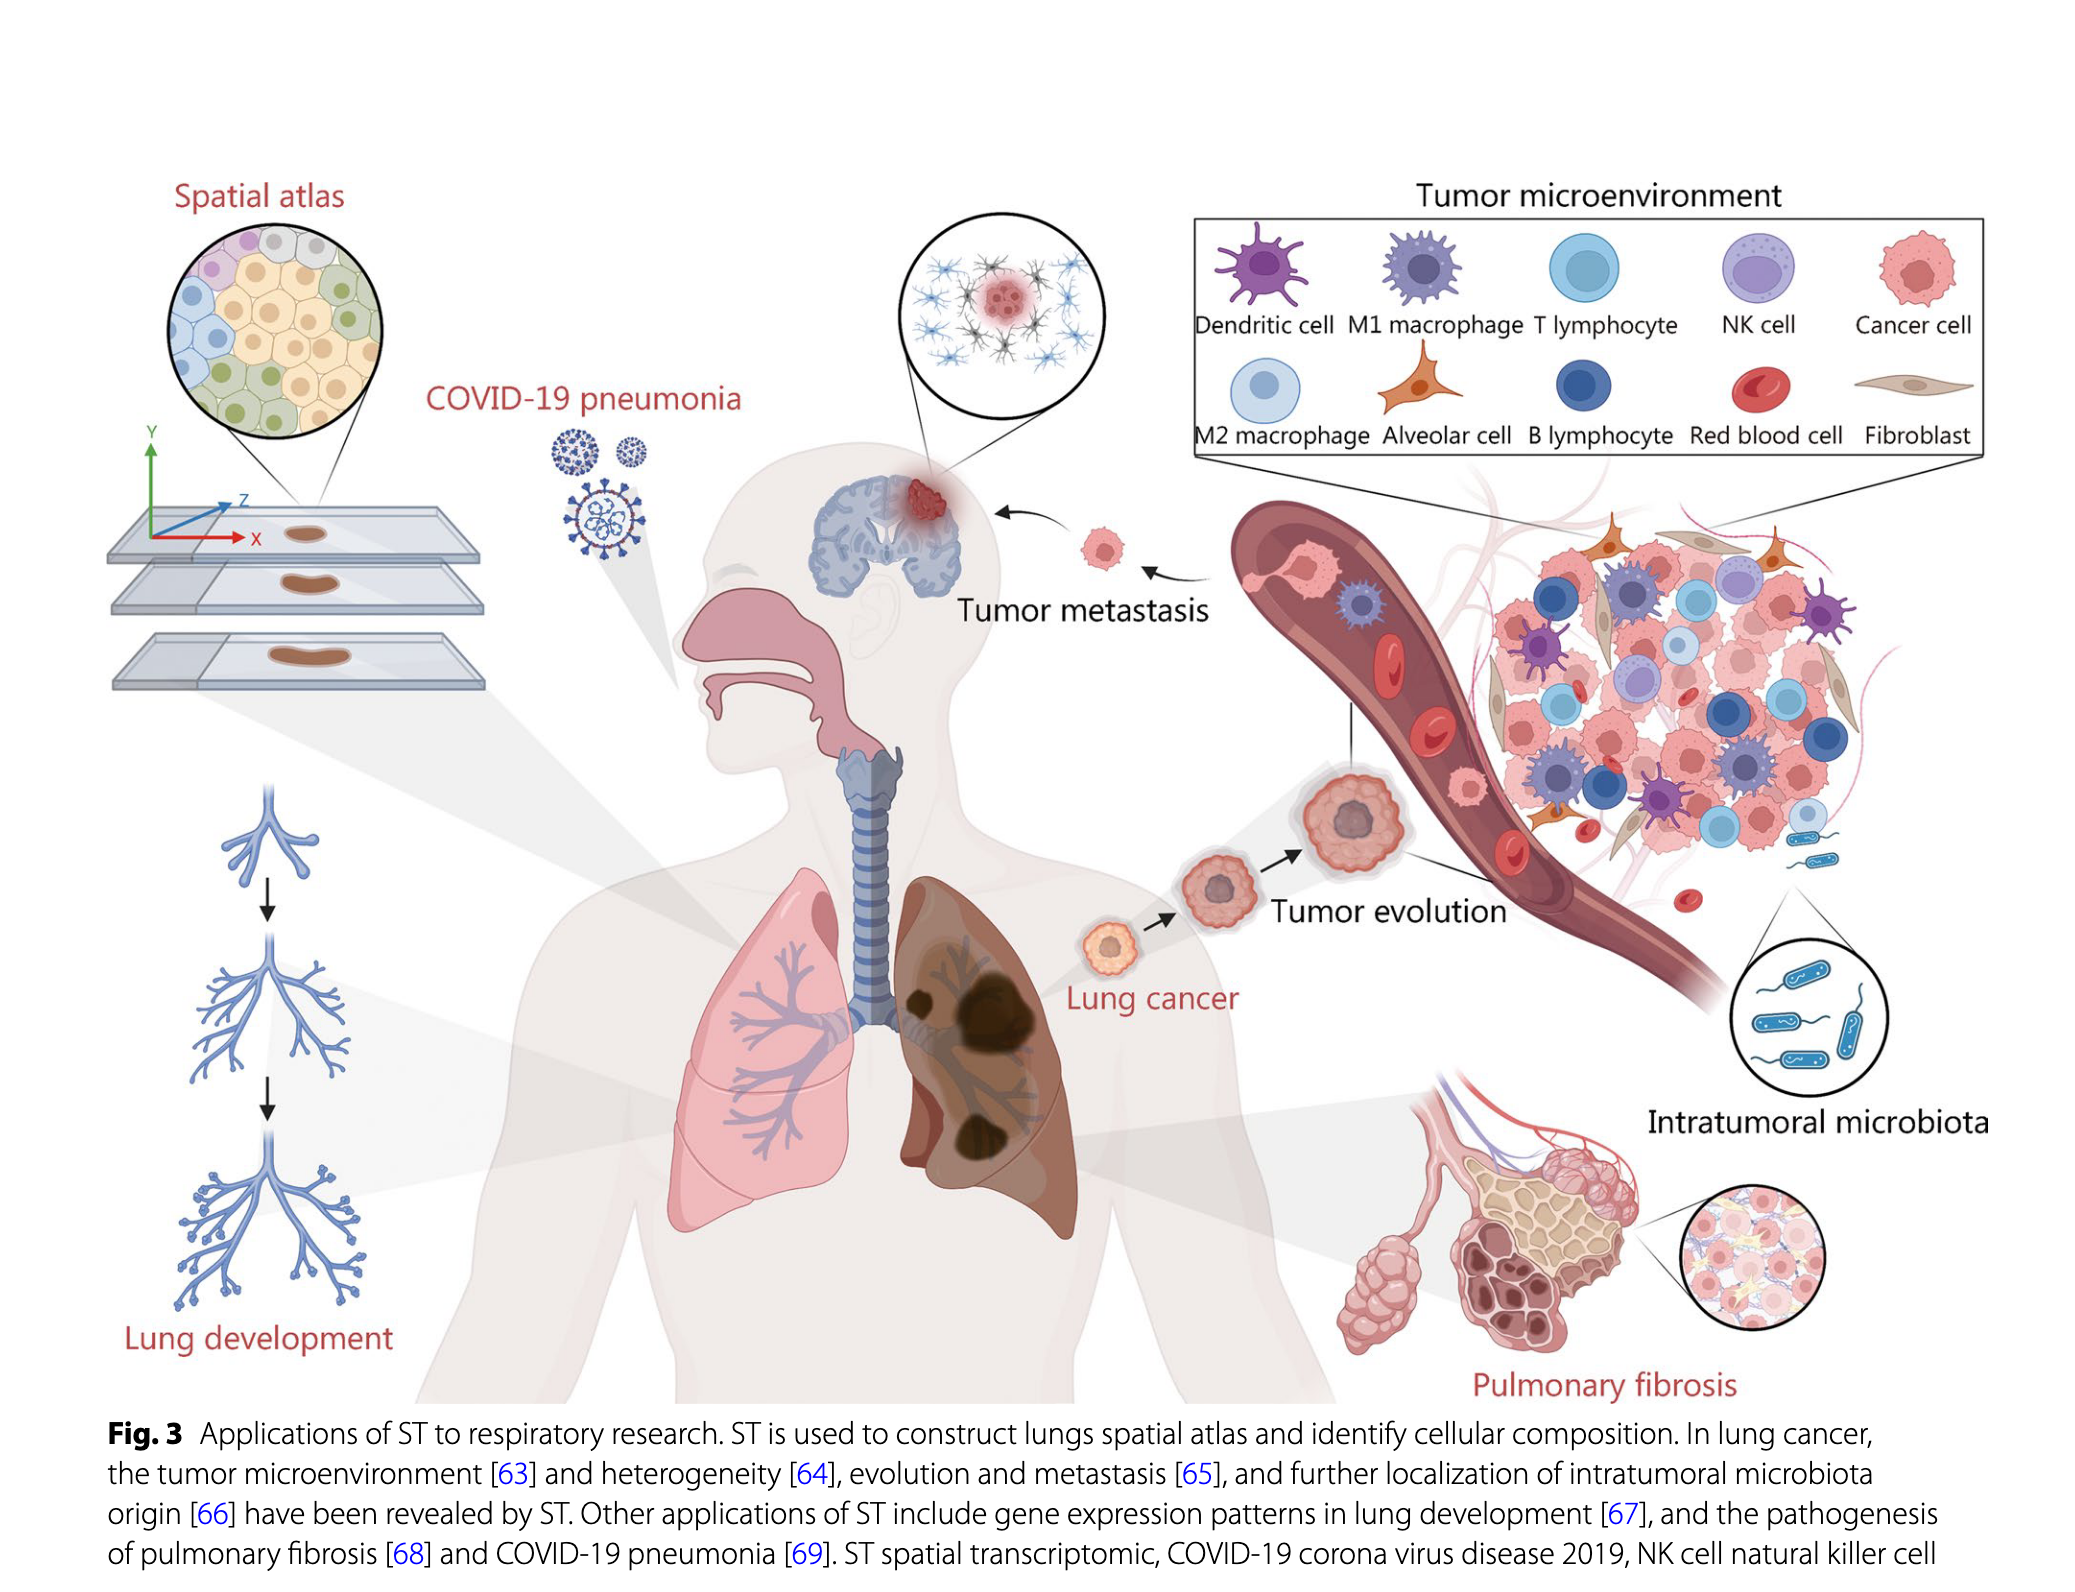 Spatial atlas
Y
Z
X
COVID-19 pneumonia
Tumor microenvironment
Dendritic cell M1 macrophage T lymphocyte NK cell Cancer cell
M2 macrophage Alveolar cell B lymphocyte Red blood cell Fibroblast
Tumor metastasis
Tumor evolution
Lung cancer
Intratumoral microbiota
Lung development
Pulmonary fibrosis
Fig. 3 Applications of ST to respiratory research. ST is used to construct lungs spatial atlas and identify cellular composition. In lung cancer,
the tumor microenvironment [63] and heterogeneity [64], evolution and metastasis [65], and further localization of intratumoral microbiota
origin [66] have been revealed by ST. Other applications of ST include gene expression patterns in lung development [67], and the pathogenesis
of pulmonary fibrosis [68] and COVID-19 pneumonia [69]. ST spatial transcriptomic, COVID-19 corona virus disease 2019, NK cell natural killer cell